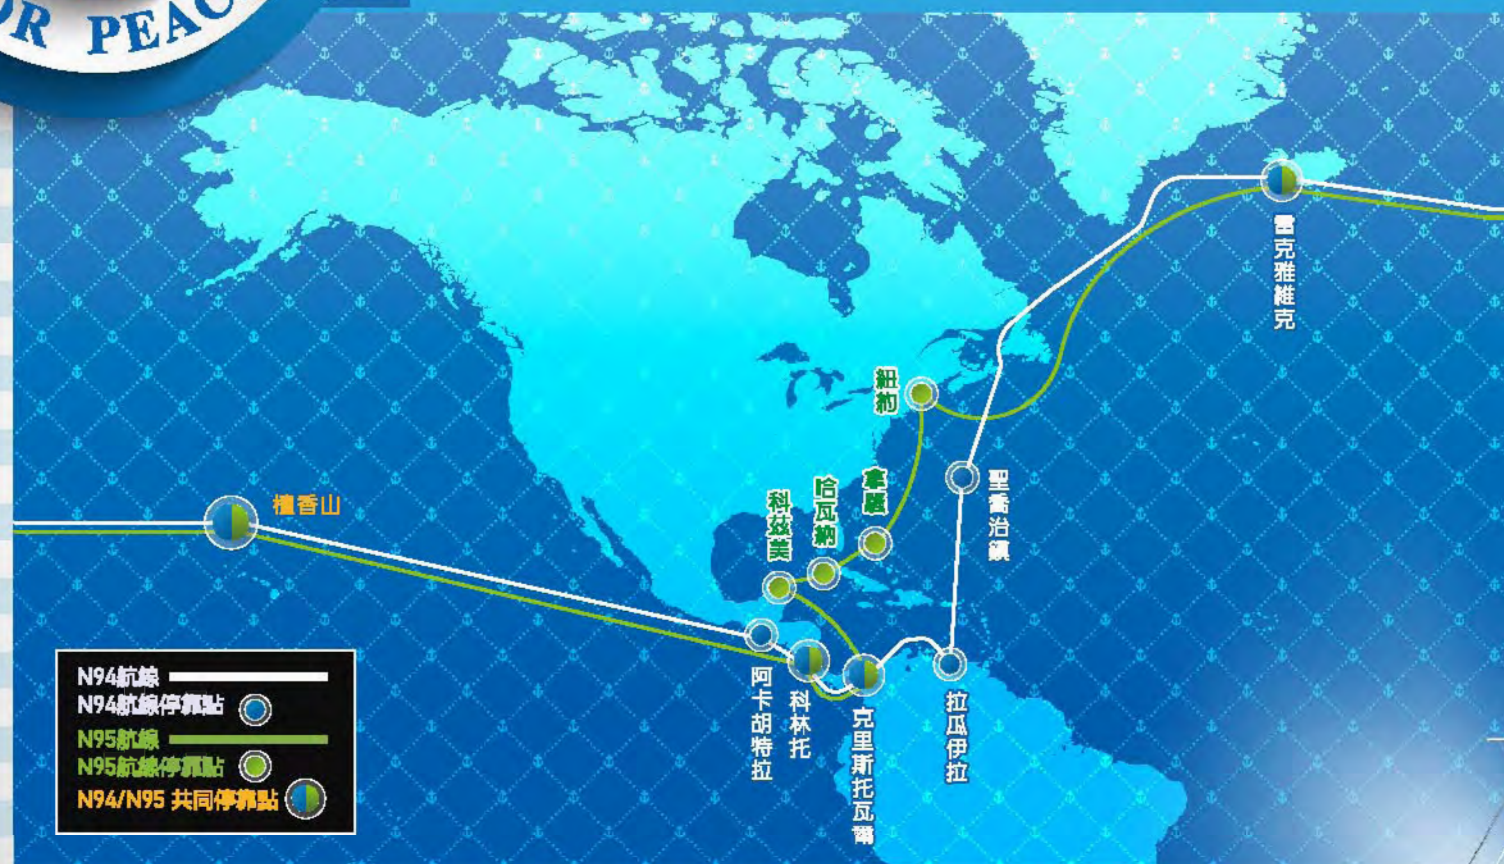 OR PEAC
雷克雅維克
紐約
聖喬治鎮
拿騷
哈瓦納
科茲美
檀香山
阿卡胡特拉
科林托
克里斯托瓦爾
拉瓜伊拉
N94航線
N94航線停靠點
N95航線
N95航線停靠點
N94/N95 共同停靠點